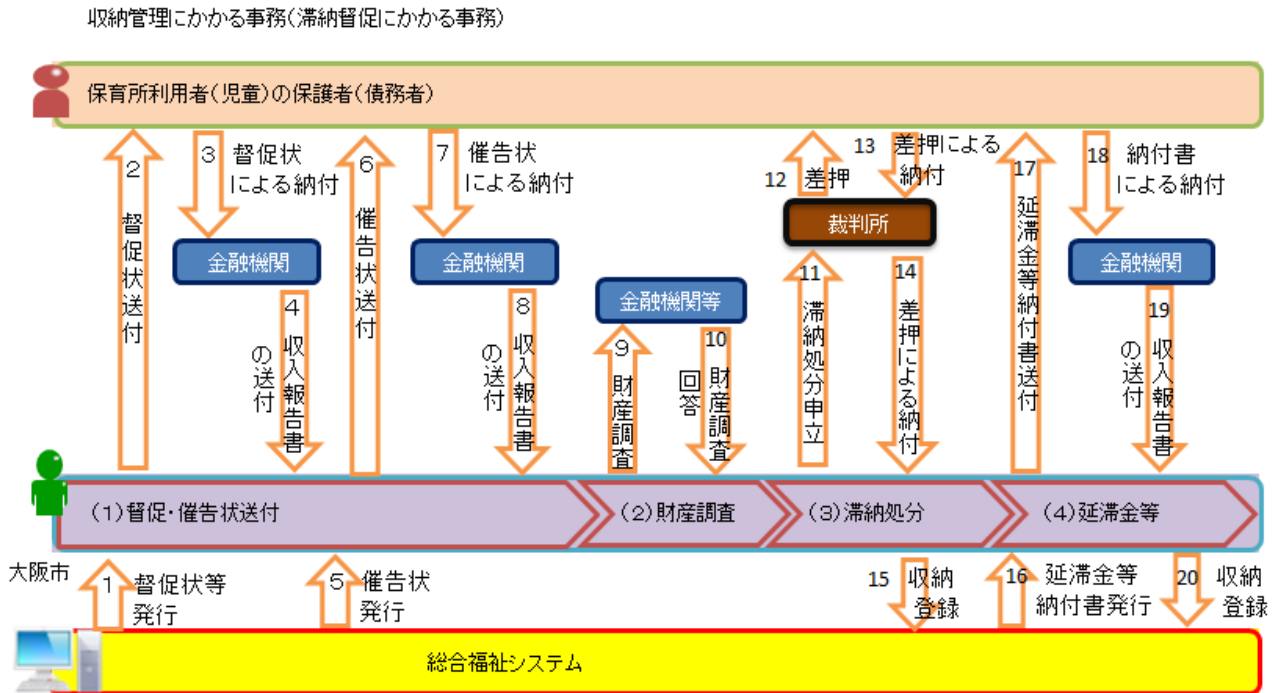 収納管理にかかる事務(滞納督促にかかる事務)
保育所利用者(児童)の保護者(債務者)
2 督促状送付
3 督促状
による納付
金融機関
4 収入報告書
の送付
6 催告状送付
7 催告状
による納付
金融機関
8 収入報告書
の送付
金融機関等
9 財産調査
10 財産調査
回答
12 差押
13 差押による
納付
裁判所
11 滞納処分申立
14 差押による納付
17 延滞金等納付書送付
18 納付書
による納付
金融機関
19 収入報告書
の送付
(1)督促・催告状送付
(2)財産調査
(3)滞納処分
(4)延滞金等
大阪市
1 督促状等
発行
5 催告状
発行
15 収納
登録
16 延滞金等
納付書発行
20 収納
登録
総合福祉システム